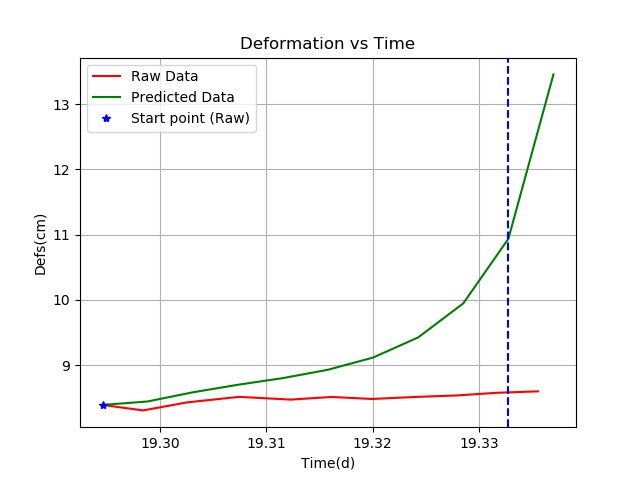 Deformation vs Time
Raw Data
Predicted Data
Start point (Raw)
13
12
11
10
9
Defs(cm)
19.30 19.31 19.32 19.33
Time(d)